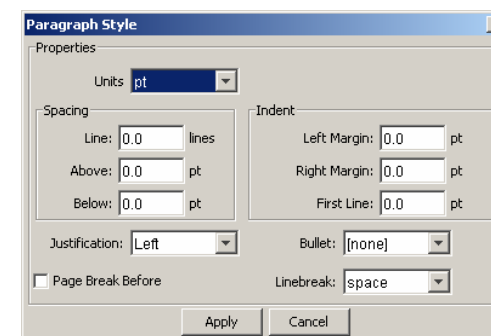 Paragraph Style
Properties
Units pt
Spacing
Line: 0.0 lines
Above: 0.0 pt
Below: 0.0 pt
Indent
Left Margin: 0.0 pt
Right Margin: 0.0 pt
First Line: 0.0 pt
Justification: Left
Bullet: [none]
Page Break Before
Linebreak: space
Apply Cancel